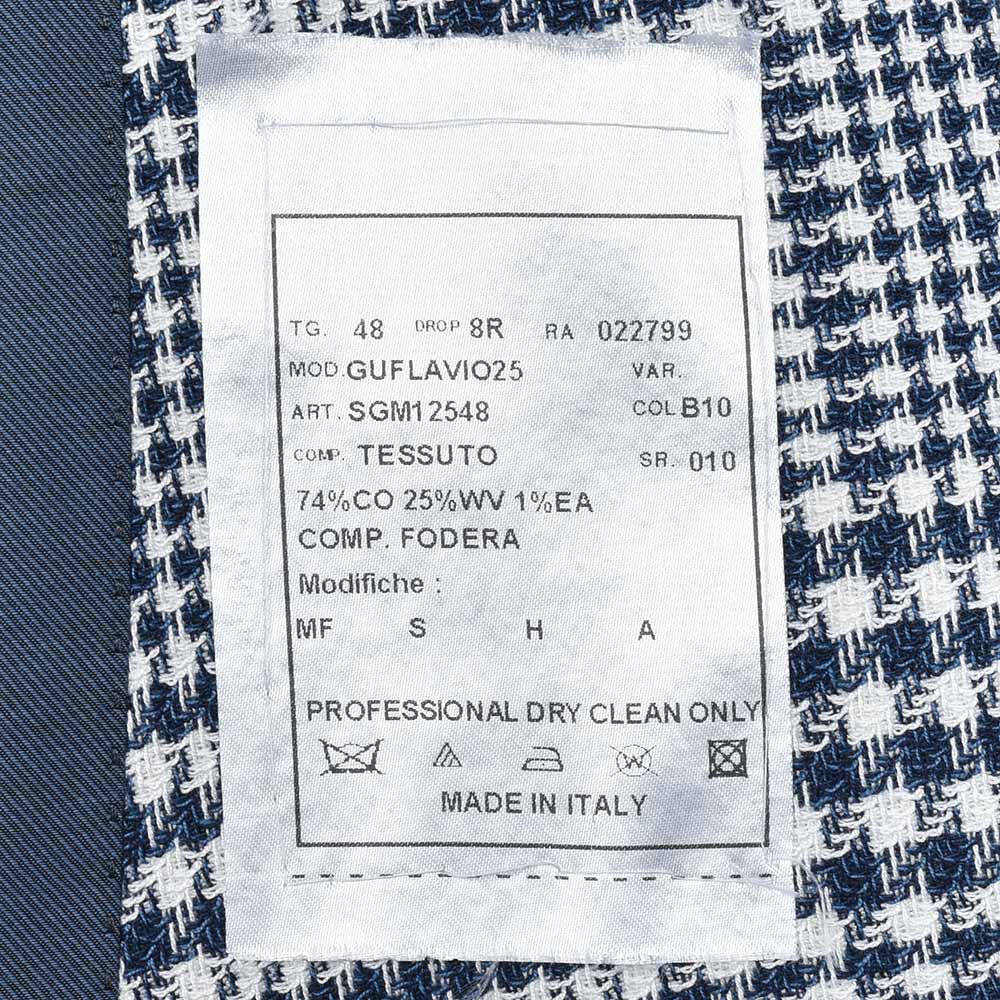 TG. 48 DROP 8R RA 022799
MOD. GUFLAVIO25 VAR.
ART. SGM12548 COL B10
COMP. TESSUTO SR. 010
74%CO 25%WV 1%EA
COMP. FODERA
Modifiche :
MF S H A
PROFESSIONAL DRY CLEAN ONLY
W
MADE IN ITALY